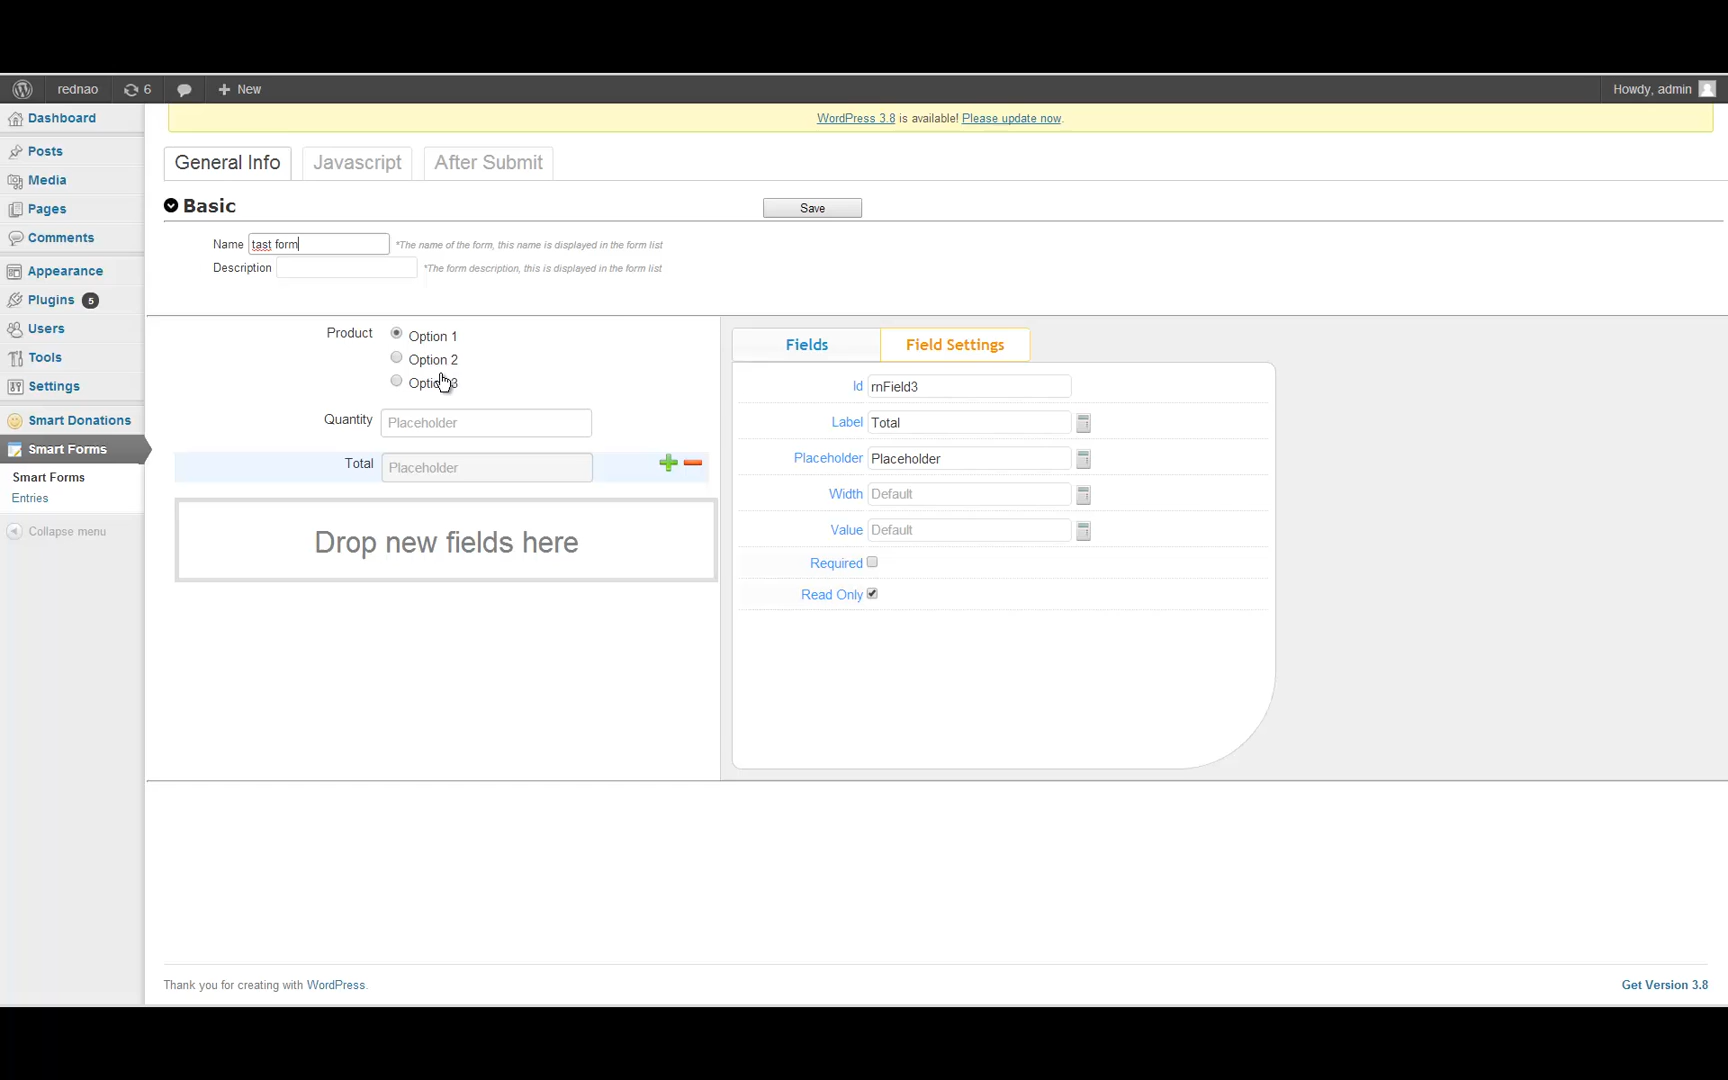 rednao 6 + New Howdy, admin
WordPress 3.8 is available! Please update now.
Dashboard
Posts
Media
Pages
Comments
Appearance
Plugins 5
Users
Tools
Settings
Smart Donations
Smart Forms
Smart Forms
Entries
Collapse menu
General Info Javascript After Submit
Basic Save
Name tast form *The name of the form, this name is displayed in the form list
Description *The form description, this is displayed in the form list
Product Option 1
Option 2
Option 3
Quantity Placeholder
Total Placeholder
Drop new fields here
Fields Field Settings
Id rnField3
Label Total
Placeholder Placeholder
Width Default
Value Default
Required
Read Only
Thank you for creating with WordPress. Get Version 3.8